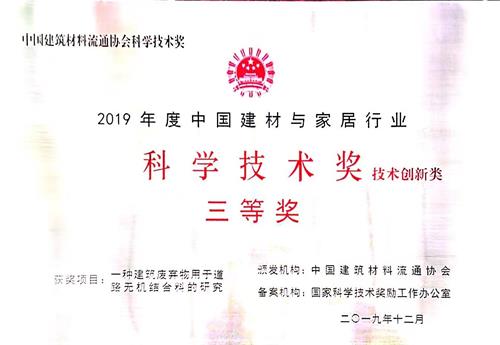 中国建筑材料流通协会科学技术奖
2019年度中国建材与家居行业
科学技术奖 技术创新类
三等奖
获奖项目：一种建筑废弃物用于道
路无机结合料的研究
颁发机构：中国建筑材料流通协会
备案机构：国家科学技术奖励工作办公室
二〇一九年十二月